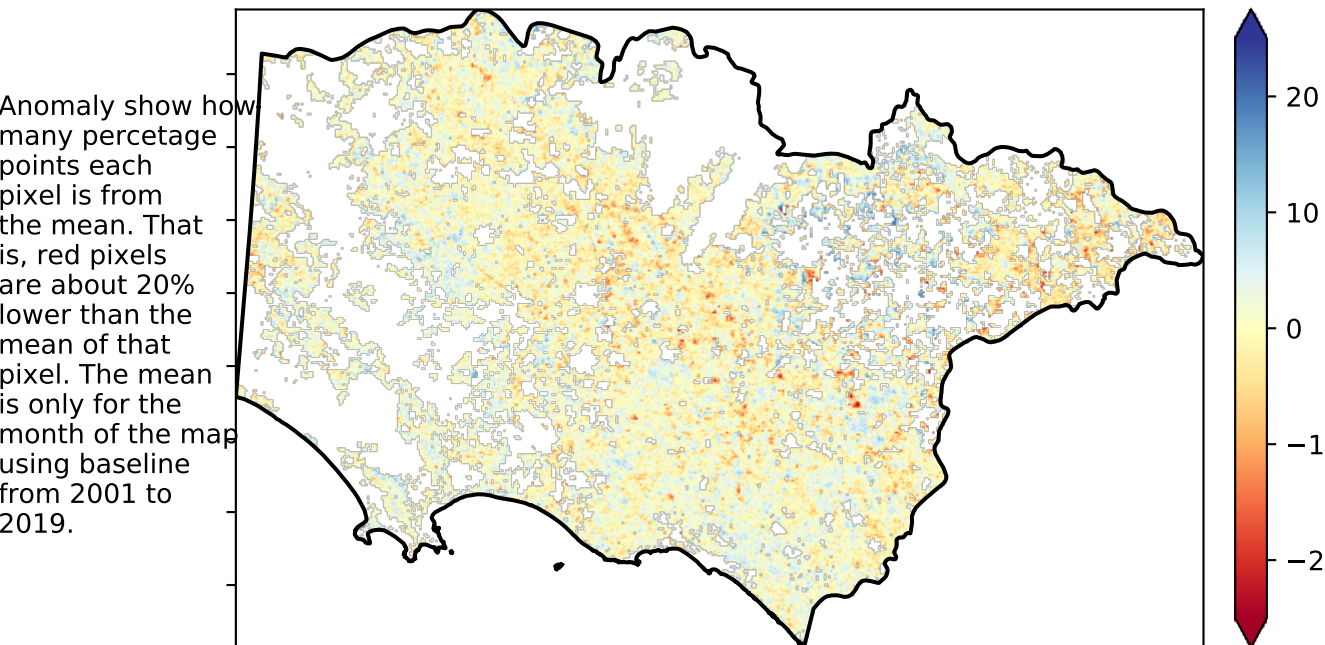 Anomaly show how
many percetage
points each
pixel is from
the mean. That
is, red pixels
are about 20%
lower than the
mean of that
pixel. The mean
is only for the
month of the map
using baseline
from 2001 to
2019.
20
10
0
−1
−2